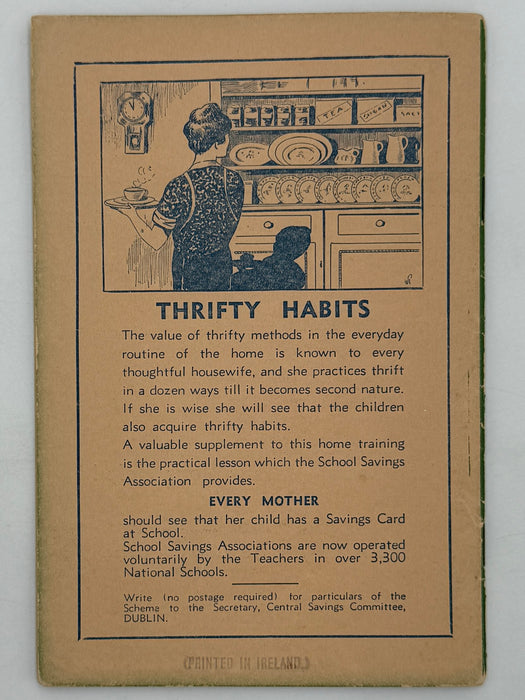 TEA
SUGAR
SALT
THRIFTY HABITS
The value of thrifty methods in the everyday
routine of the home is known to every
thoughtful housewife, and she practices thrift
in a dozen ways till it becomes second nature.
If she is wise she will see that the children
also acquire thrifty habits.
A valuable supplement to this home training
is the practical lesson which the School Savings
Association provides.
EVERY MOTHER
should see that her child has a Savings Card
at School.
School Savings Associations are now operated
voluntarily by the Teachers in over 3,300
National Schools.
Write (no postage required) for particulars of the
Scheme to the Secretary, Central Savings Committee,
DUBLIN.
(PRINTED IN IRELAND.)